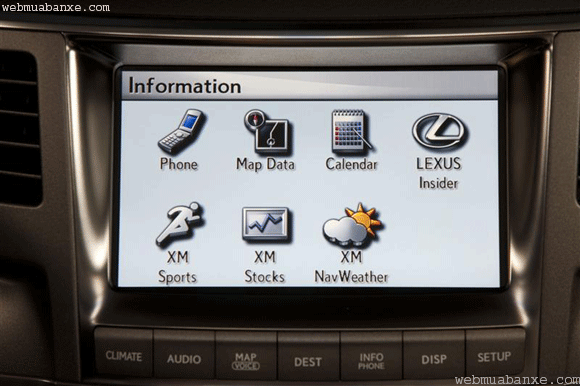 webmuabanxe.com
Information
Phone
Map Data
Calendar
LEXUS
Insider
XM
Sports
XM
Stocks
XM
NavWeather
CLIMATE
AUDIO
MAP
(VOICE)
DEST
INFO
PHONE
DISP
SETUP
webmuabanxe.com